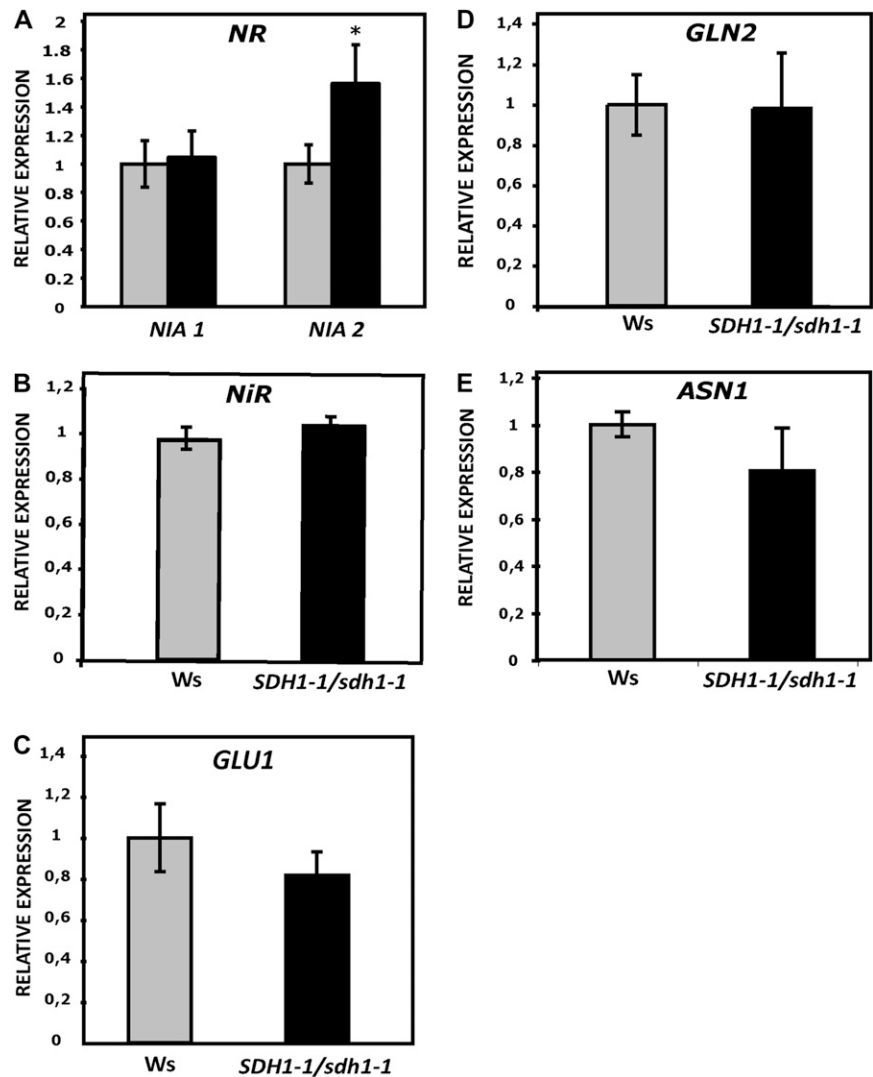 A
NR
*
RELATIVE EXPRESSION
2
1.8
1.6
1.4
1.2
1
0.8
0.6
0.4
0.2
0
NIA 1 NIA 2
B
NiR
RELATIVE EXPRESSION
1,2
1
0,8
0,6
0,4
0,2
0
Ws SDH1-1/sdh1-1
C
GLU1
RELATIVE EXPRESSION
1,4
1,2
1
0,8
0,6
0,4
0,2
0
Ws SDH1-1/sdh1-1
D
GLN2
RELATIVE EXPRESSION
1,4
1,2
1
0,8
0,6
0,4
0,2
0
Ws SDH1-1/sdh1-1
E
ASN1
RELATIVE EXPRESSION
1,2
1
0,8
0,6
0,4
0,2
0
Ws SDH1-1/sdh1-1